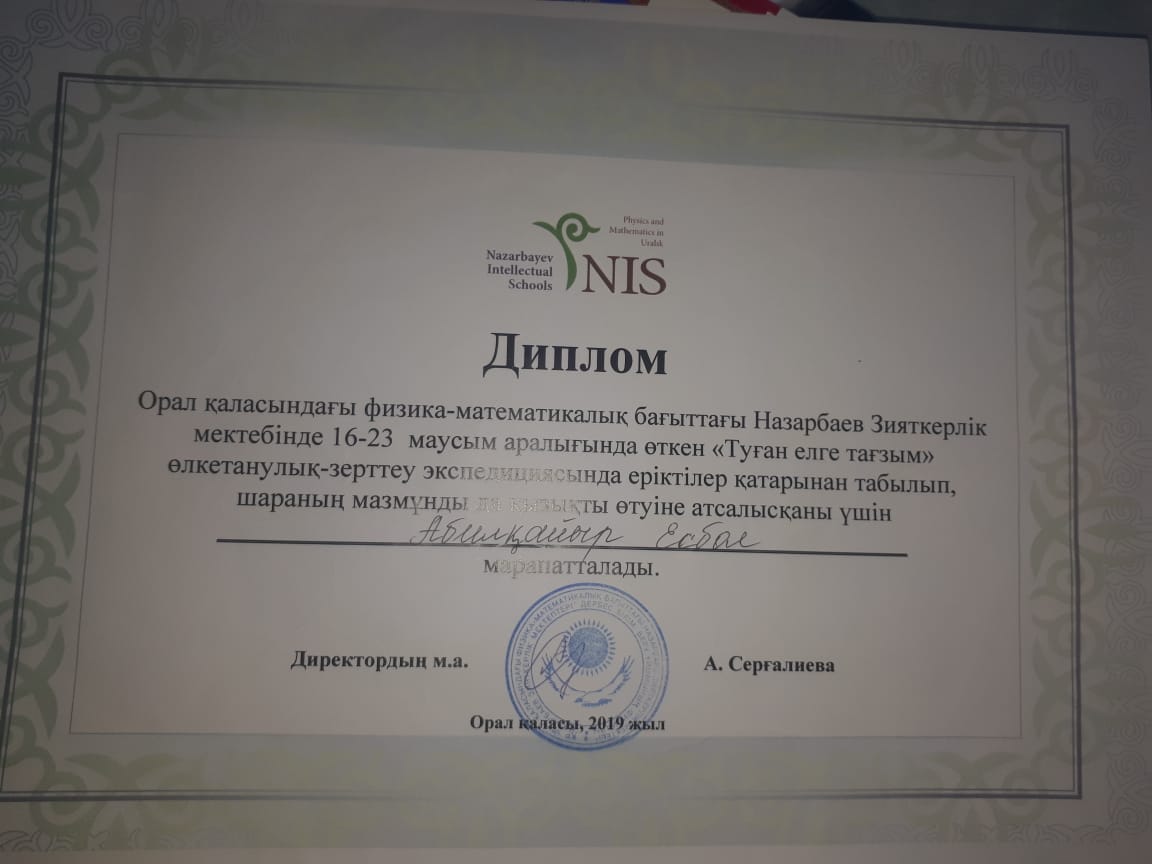 Physics and
Mathematics in
Uralsk
Nazarbayev
Intellectual
Schools
NIS
Диплом
Орал қаласындағы физика-математикалық бағыттағы Назарбаев Зияткерлік
мектебінде 16-23 маусым аралығында өткен «Туған елге тағзым»
өлкетанулық-зерттеу экспедициясында еріктілер қатарынан табылып,
шараның мазмұнды да қызықты өтуіне атсалысқаны үшін
Абилқайыр Есбол
марапатталады.
Директордың м.а.
А. Серғалиева
Орал қаласы, 2019 жыл